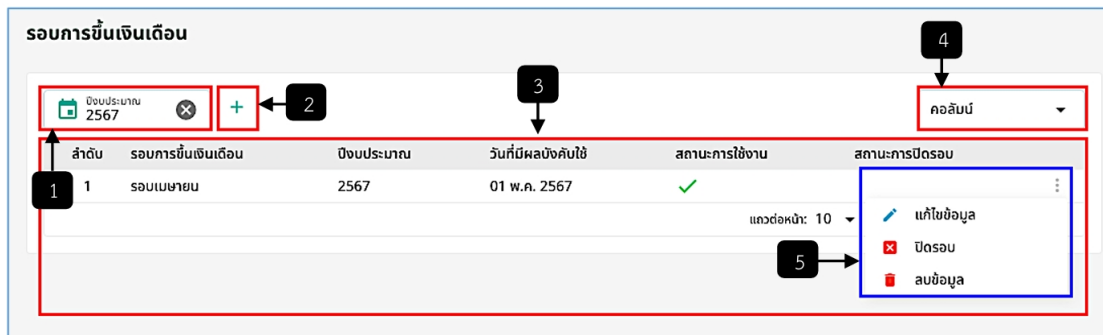 รอบการขึ้นเงินเดือน
4
3
ปีงบประมาณ
2567
2
คอลัมน์
ลำดับ รอบการขึ้นเงินเดือน ปีงบประมาณ วันที่มีผลบังคับใช้ สถานะการใช้งาน สถานะการปิดรอบ
1
1 รอบเมษายน 2567 01 พ.ค. 2567
แถวต่อหน้า: 10
แก้ไขข้อมูล
ปิดรอบ
5
ลบข้อมูล